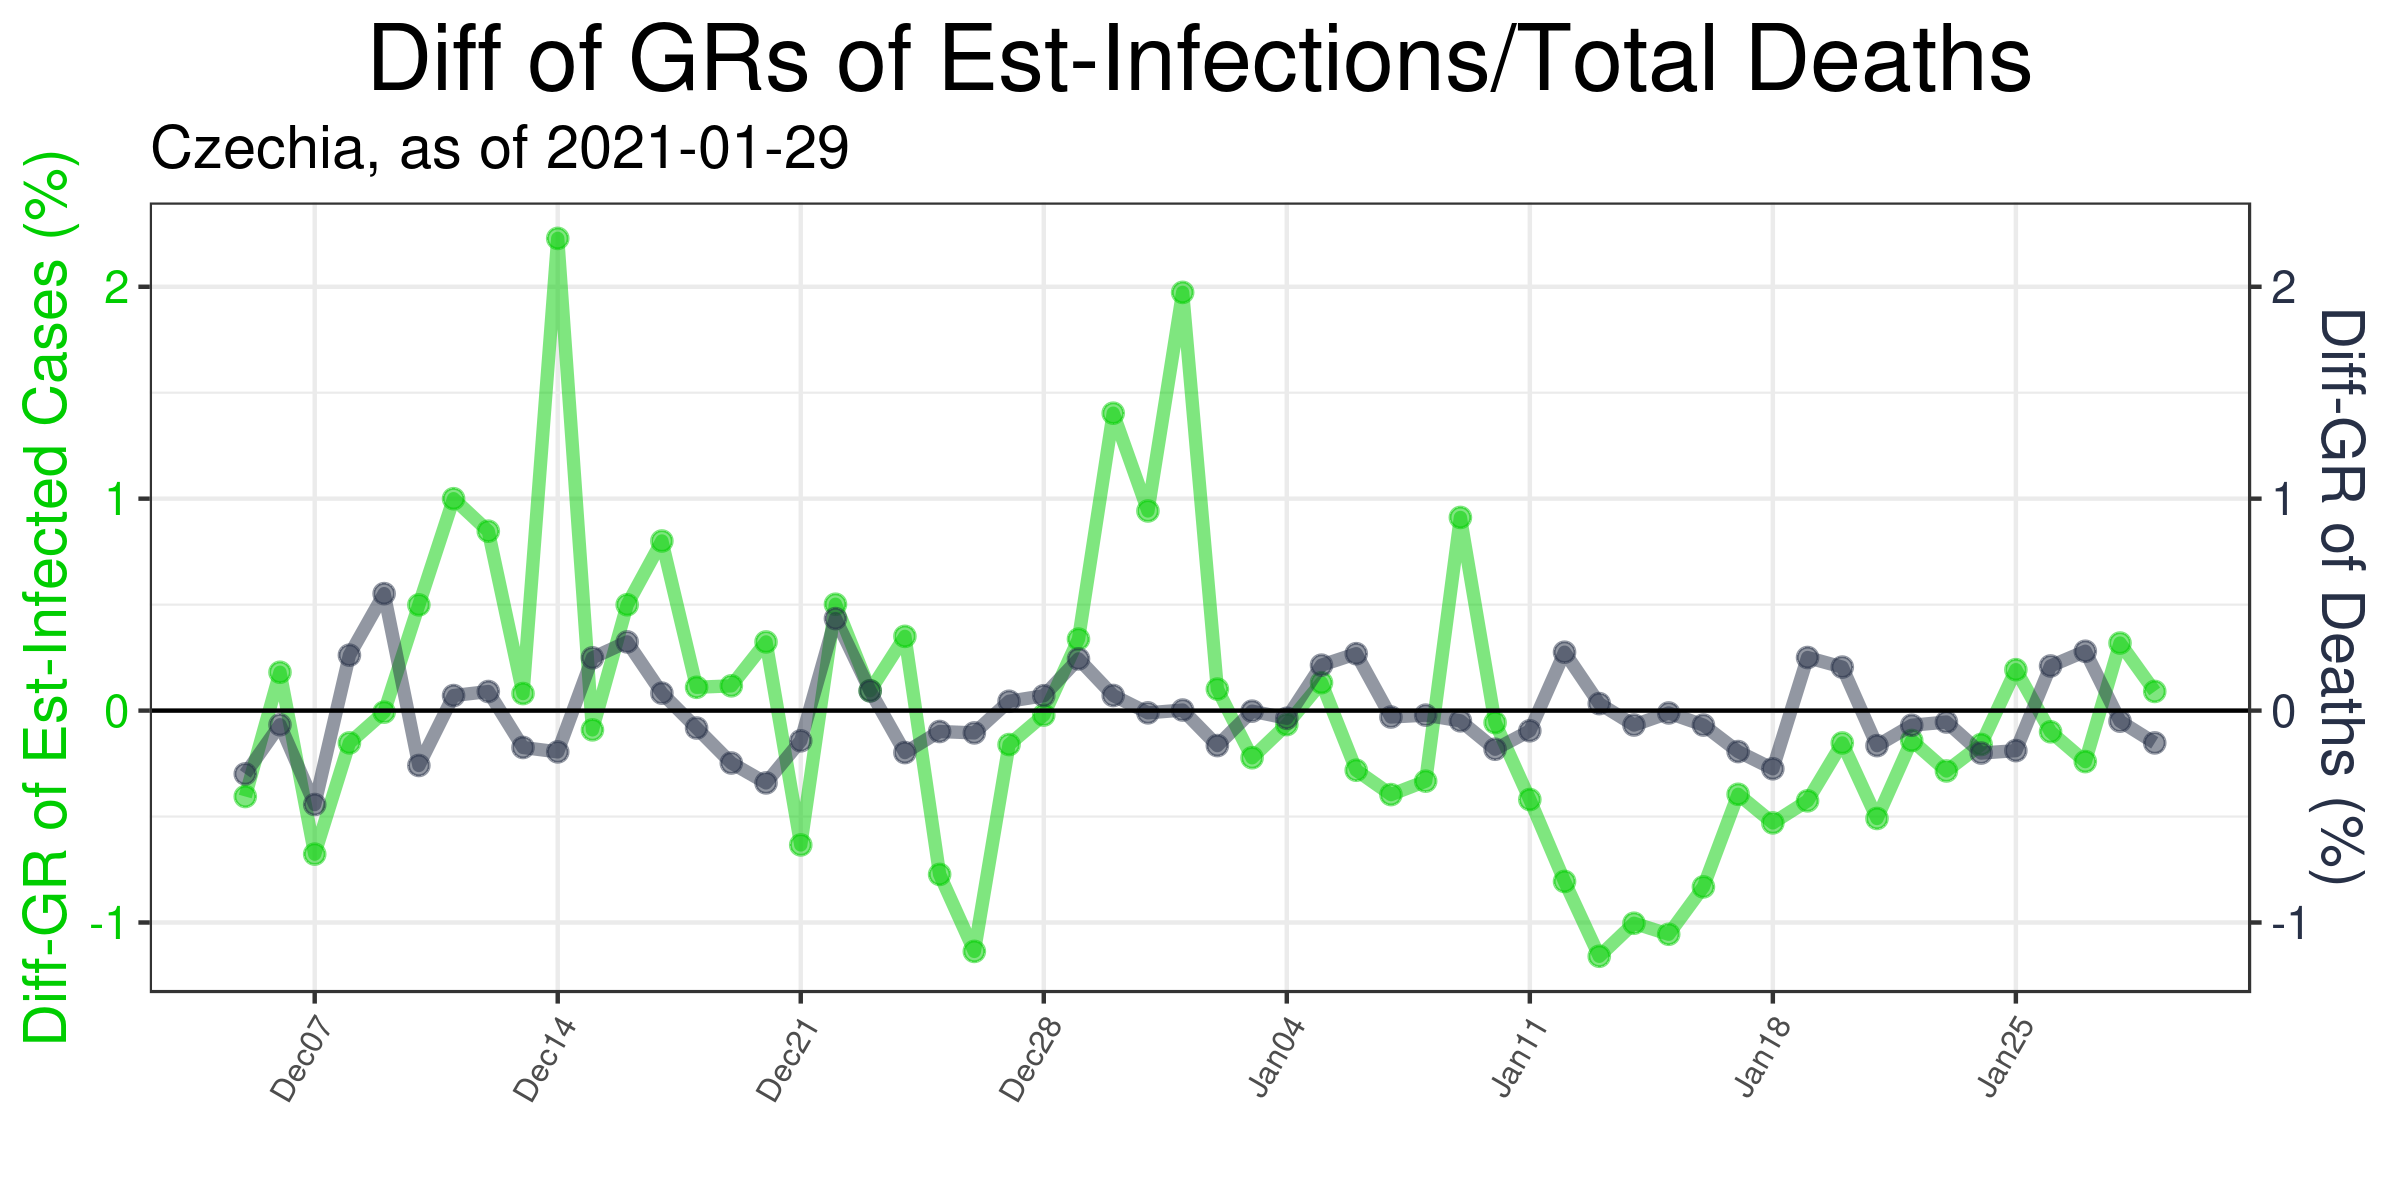 Diff of GRs of Est-Infections/Total Deaths
Czechia, as of 2021-01-29
Diff-GR of Est-Infected Cases (%)
2
1
0
-1
2
1
0
-1
Diff-GR of Deaths (%)
Dec07
Dec14
Dec21
Dec28
Jan04
Jan11
Jan18
Jan25